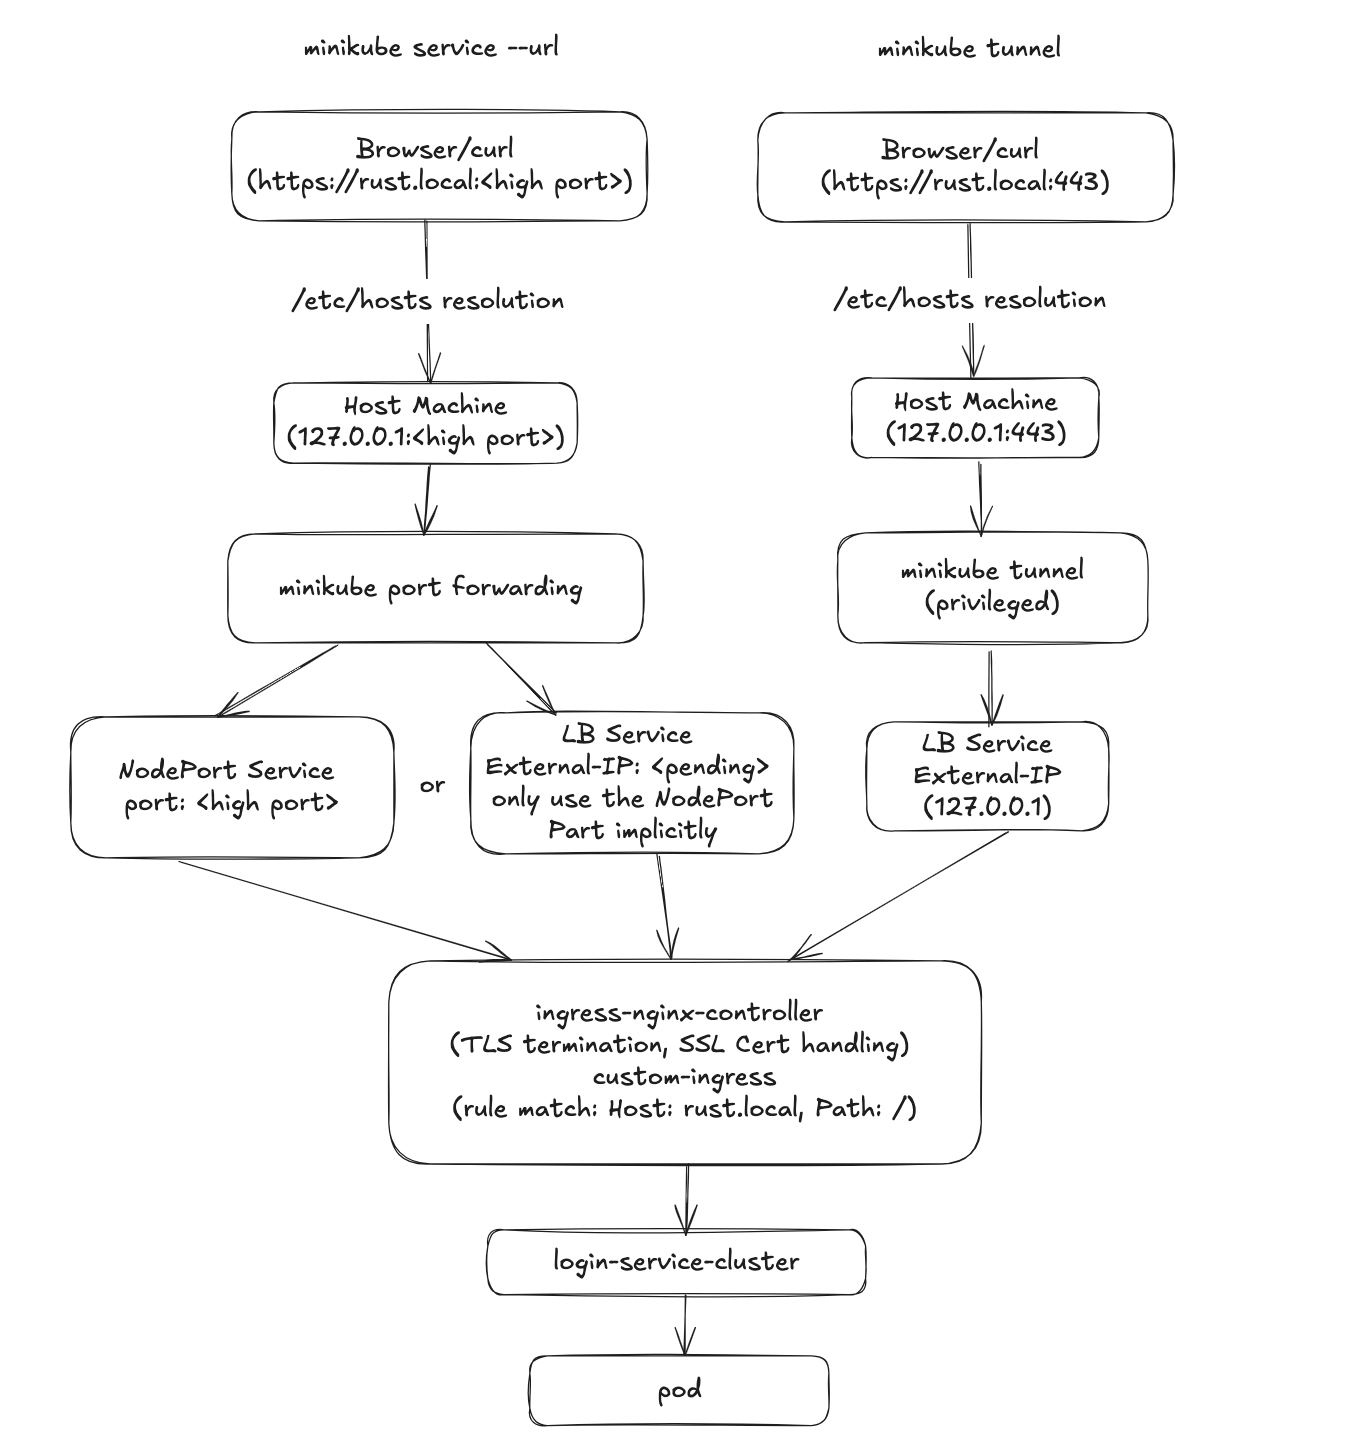 minikube service --url
minikube tunnel
Browser/curl
(https://rust.local:<high port>)
Browser/curl
(https://rust.local:443)
/etc/hosts resolution
/etc/hosts resolution
Host Machine
(127.0.0.1:<high port>)
Host Machine
(127.0.0.1:443)
minikube port forwarding
minikube tunnel
(privileged)
NodePort Service
port: <high port>
or
LB Service
External-IP: <pending>
only use the NodePort
Part implicitly
LB Service
External-IP
(127.0.0.1)
ingress-nginx-controller
(TLS termination, SSL Cert handling)
custom-ingress
(rule match: Host: rust.local, Path: /)
login-service-cluster
pod